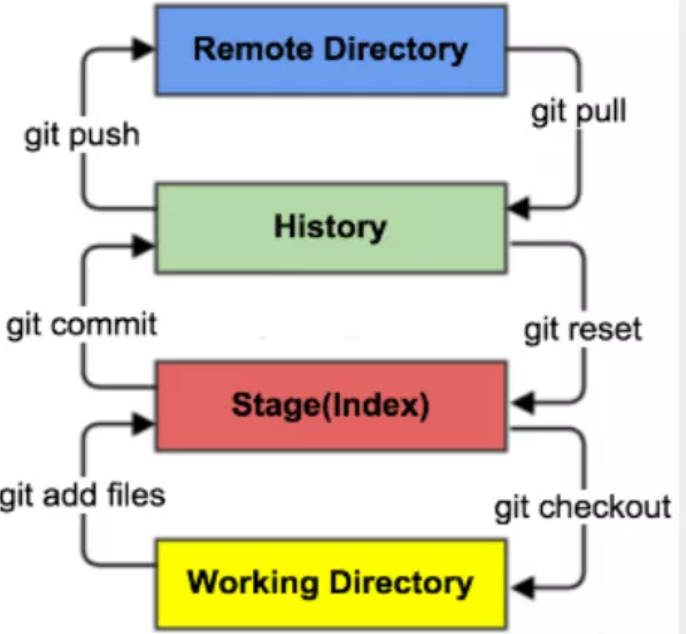 Remote Directory
git pull
git push
History
git commit
git reset
Stage(Index)
git add files
git checkout
Working Directory